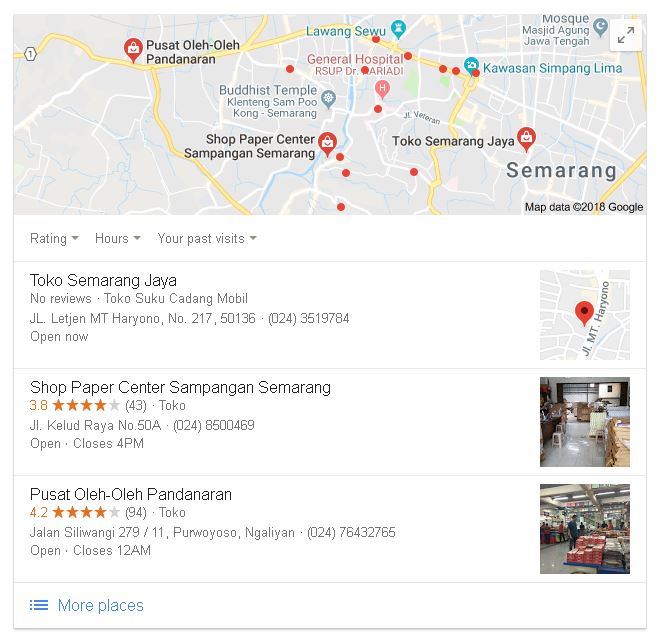 Lawang Sewu
Mosque
Masjid Agung
Jawa Tengah
1
Pusat Oleh-Oleh
Pandanaran
General Hospital
RSUP Dr. KARIADI
Kawasan Simpang Lima
H
Buddhist Temple
Klenteng Sam Poo
Kong - Semarang
Jl. Veteran
Shop Paper Center
Sampangan Semarang
Toko Semarang Jaya
Semarang
Map data ©2018 Google
Rating Hours Your past visits
Toko Semarang Jaya
No reviews · Toko Suku Cadang Mobil
JL. Letjen MT Haryono, No. 217, 50136 · (024) 3519784
Open now
Jl. MT. Haryono
Shop Paper Center Sampangan Semarang
3.8 (43) · Toko
Jl. Kelud Raya No.50A · (024) 8500469
Open · Closes 4PM
Pusat Oleh-Oleh Pandanaran
4.2 (94) · Toko
Jalan Siliwangi 279 / 11, Purwoyoso, Ngaliyan · (024) 76432765
Open · Closes 12AM
More places